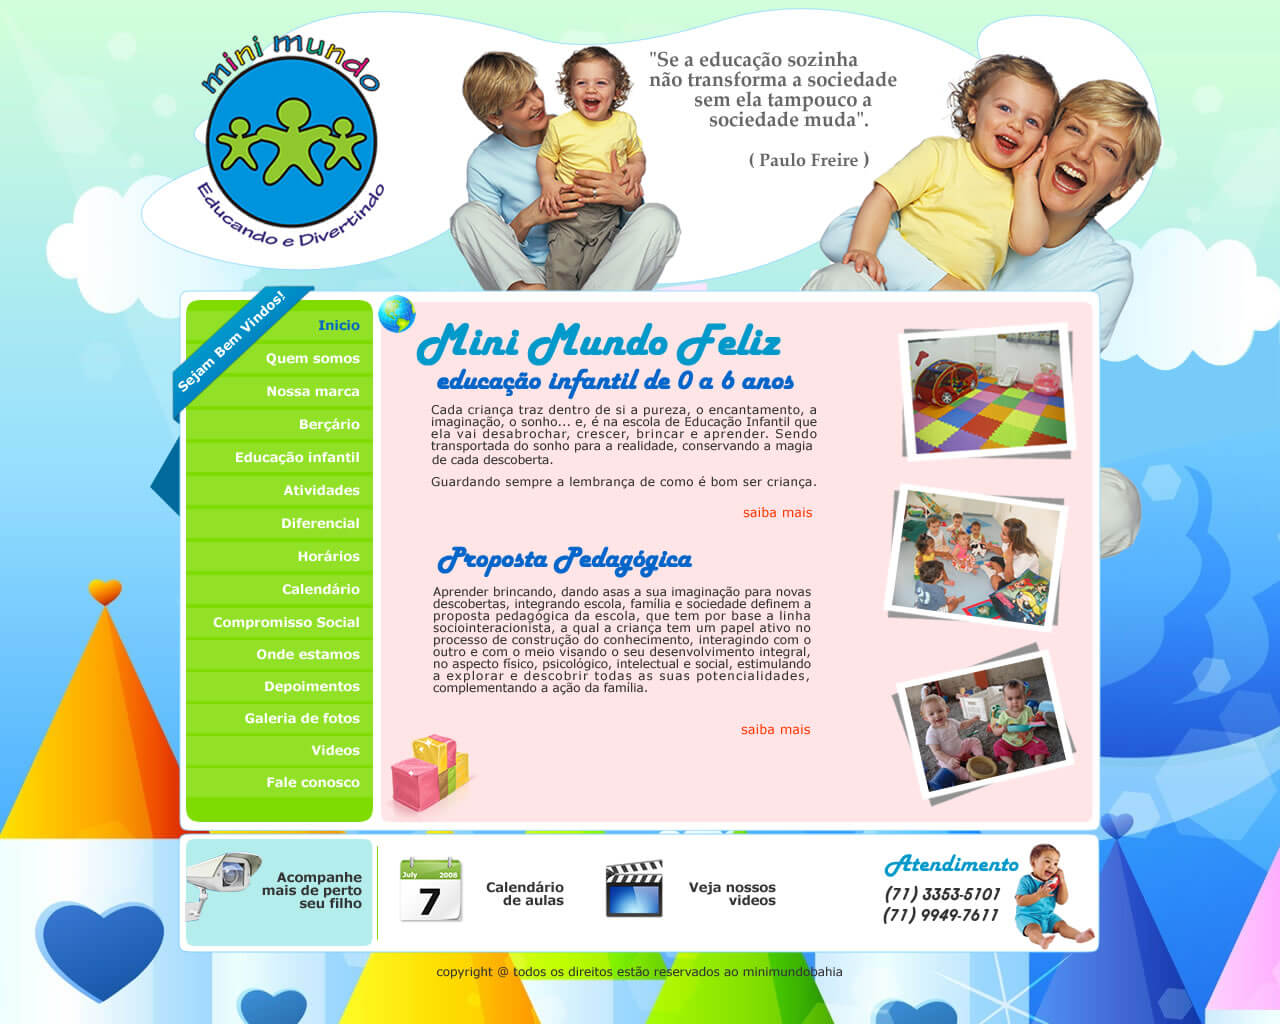 mini mundo
Educando e Divertindo
"Se a educação sozinha
não transforma a sociedade
sem ela tampouco a
sociedade muda".
( Paulo Freire )
Sejam Bem Vindos!
Inicio
Quem somos
Nossa marca
Berçário
Educação infantil
Atividades
Diferencial
Horários
Calendário
Compromisso Social
Onde estamos
Depoimentos
Galeria de fotos
Videos
Fale conosco
Mini Mundo Feliz
educação infantil de 0 a 6 anos
Cada criança traz dentro de si a pureza, o encantamento, a
imaginação, o sonho... e, é na escola de Educação Infantil que
ela vai desabrochar, crescer, brincar e aprender. Sendo
transportada do sonho para a realidade, conservando a magia
de cada descoberta.
Guardando sempre a lembrança de como é bom ser criança.
saiba mais
Proposta Pedagógica
Aprender brincando, dando asas a sua imaginação para novas
descobertas, integrando escola, família e sociedade definem a
proposta pedagógica da escola, que tem por base a linha
sociointeracionista, a qual a criança tem um papel ativo no
processo de construção do conhecimento, interagindo com o
outro e com o meio visando o seu desenvolvimento integral,
no aspecto físico, psicológico, intelectual e social, estimulando
a explorar e descobrir todas as suas potencialidades,
complementando a ação da família.
saiba mais
Acompanhe
mais de perto
seu filho
July 2008
7
Calendário
de aulas
Veja nossos
videos
Atendimento
(71) 3353-5101
(71) 9949-7611
copyright @ todos os direitos estão reservados ao minimundobahia